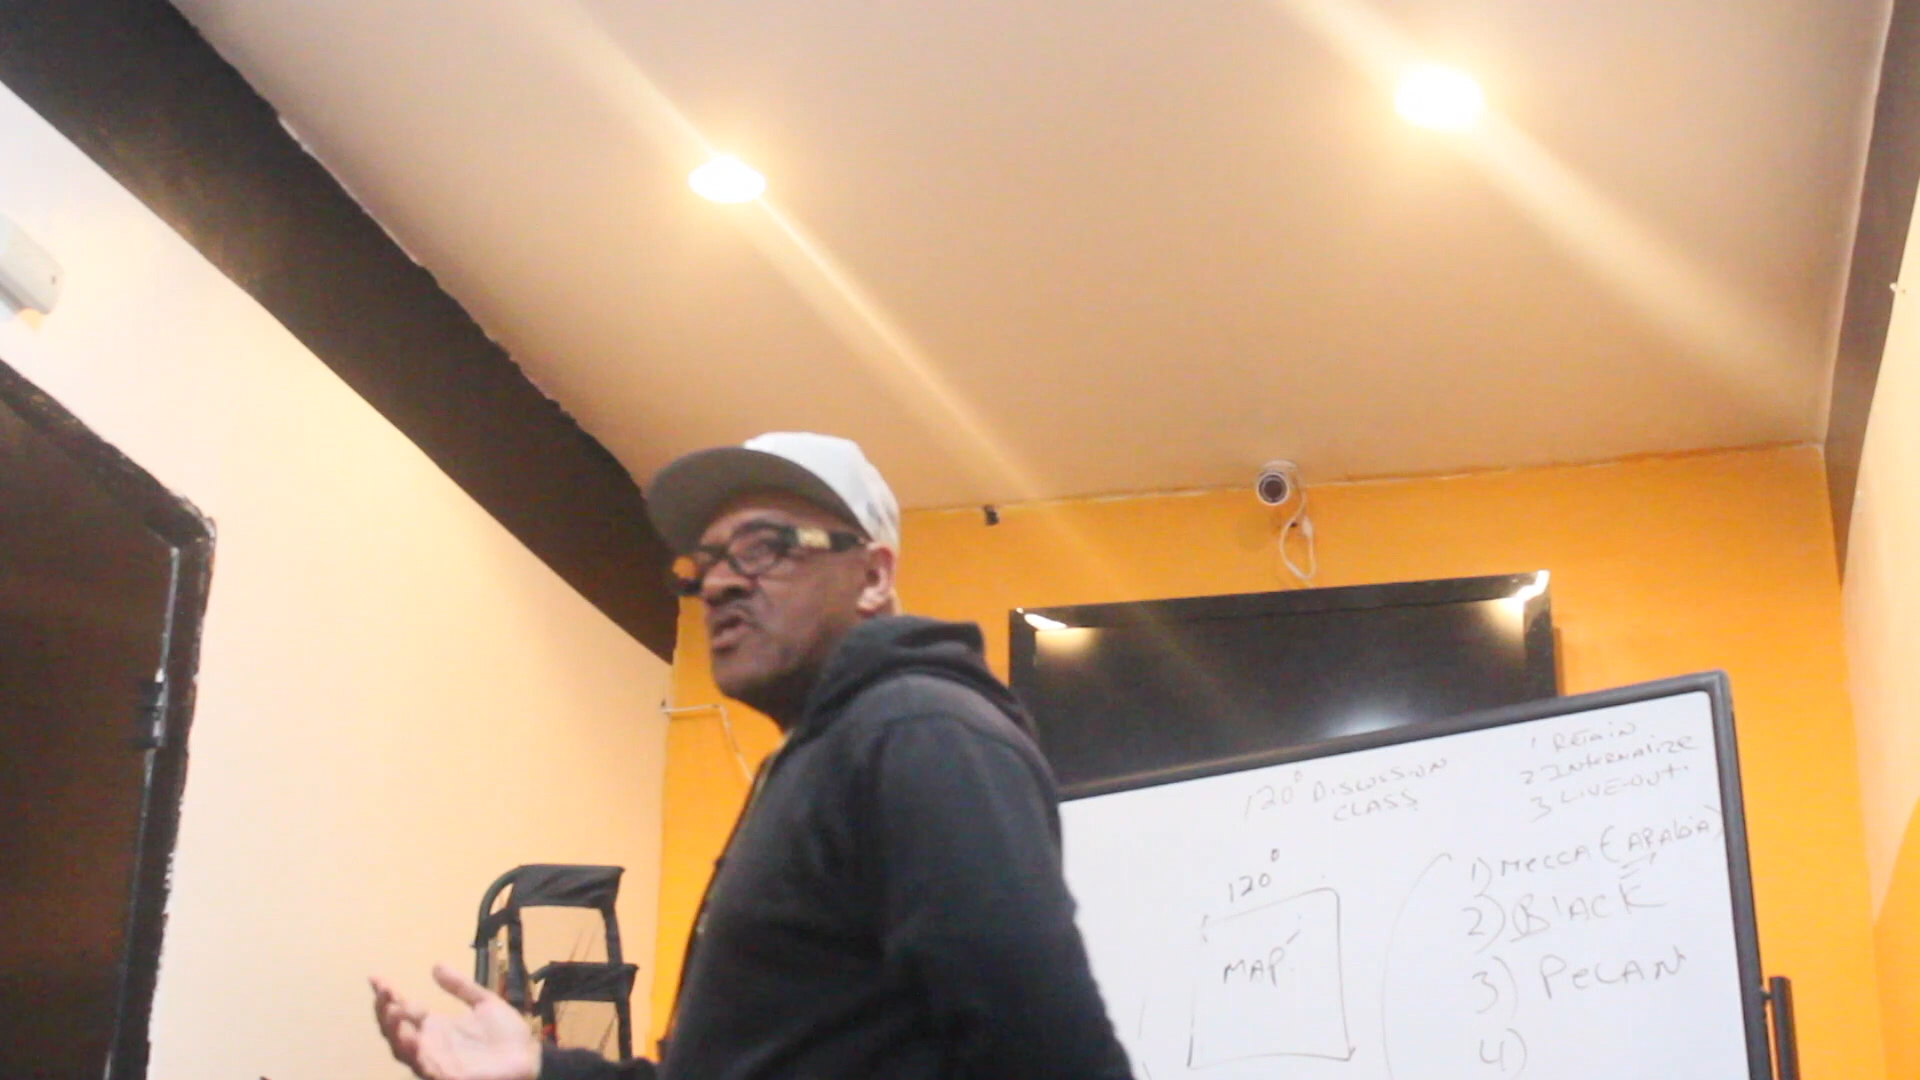 120° DISCUSSION
CLASS
1 RETAIN
2 INTERNALIZE
3 LIVE-OUT.
120°
MAP
1) MECCA (ARABIA)
2) BLACK
3) PELAN
4)